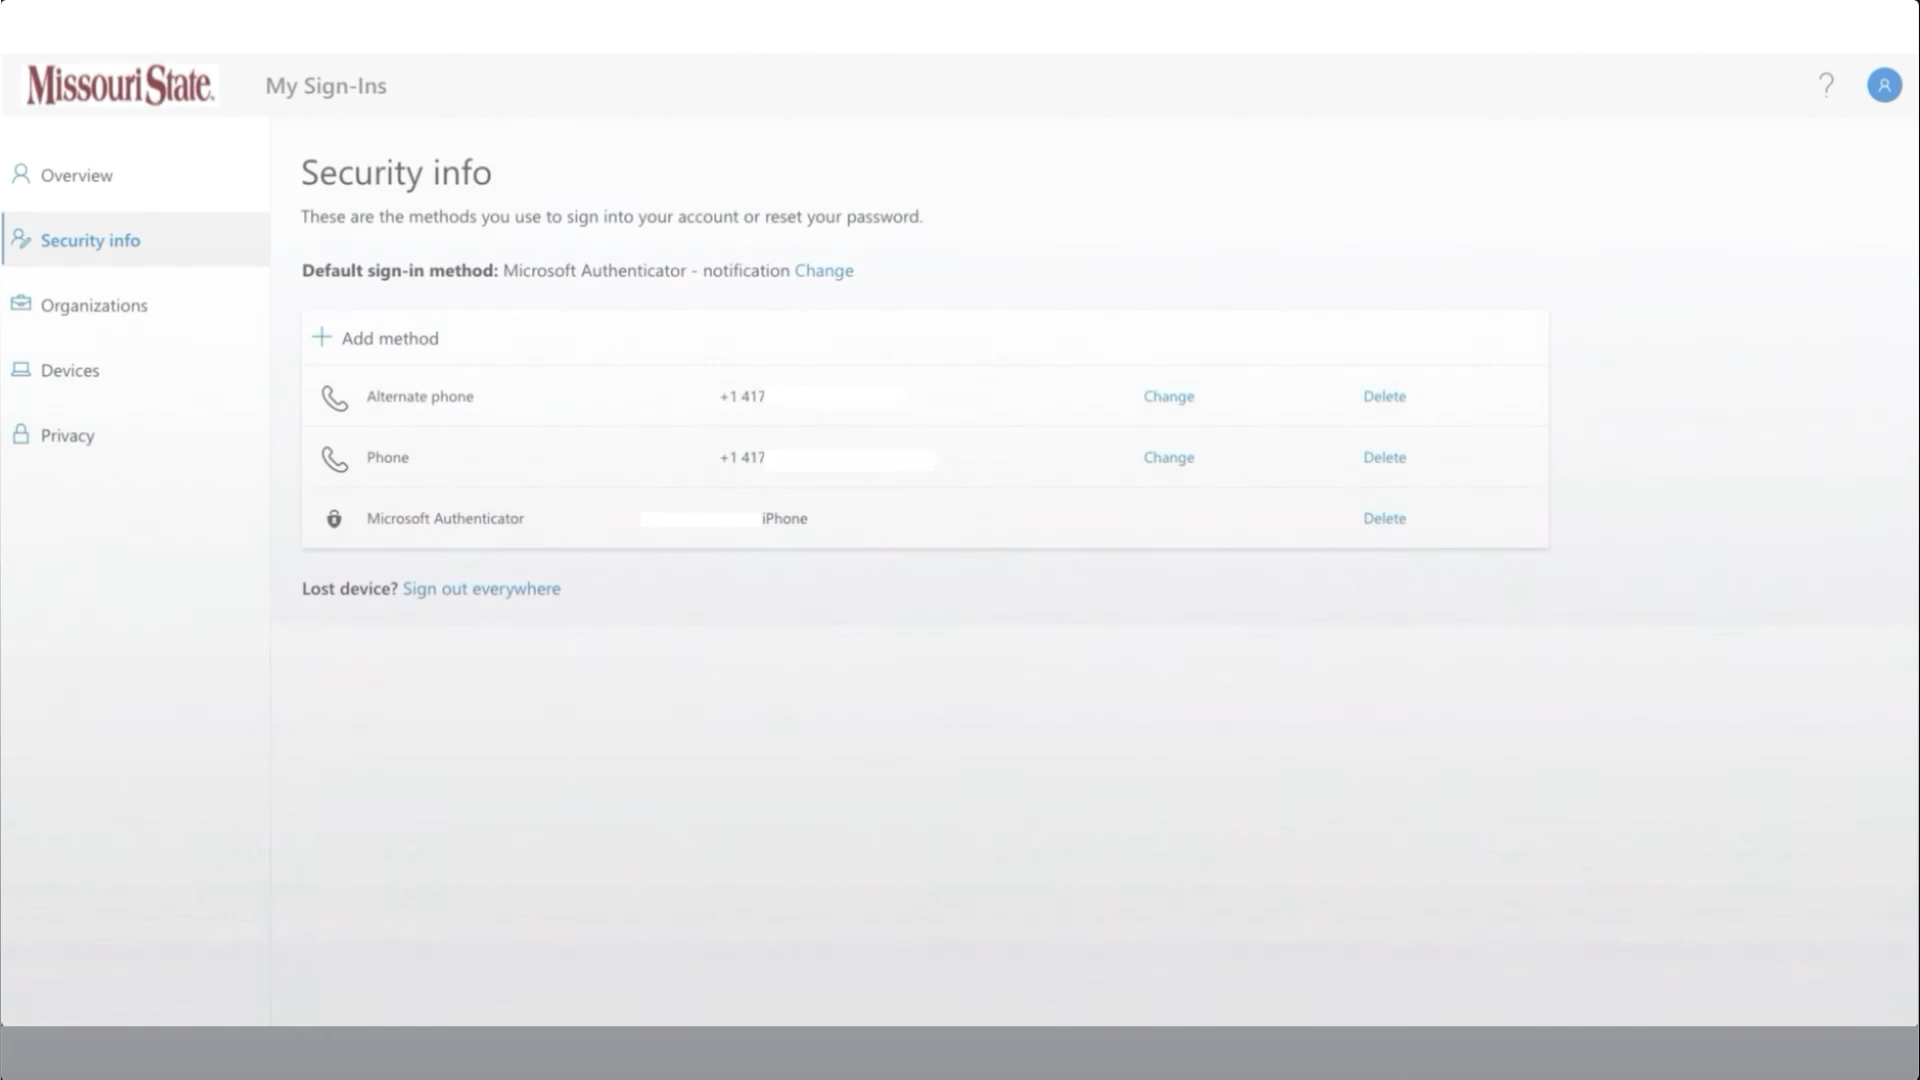 Missouri State.
My Sign-Ins
?
Overview
Security info
Organizations
Devices
Privacy
Security info
These are the methods you use to sign into your account or reset your password.
Default sign-in method: Microsoft Authenticator - notification Change
Add method
Alternate phone +1 417 Change Delete
Phone +1 417 Change Delete
Microsoft Authenticator iPhone Delete
Lost device? Sign out everywhere